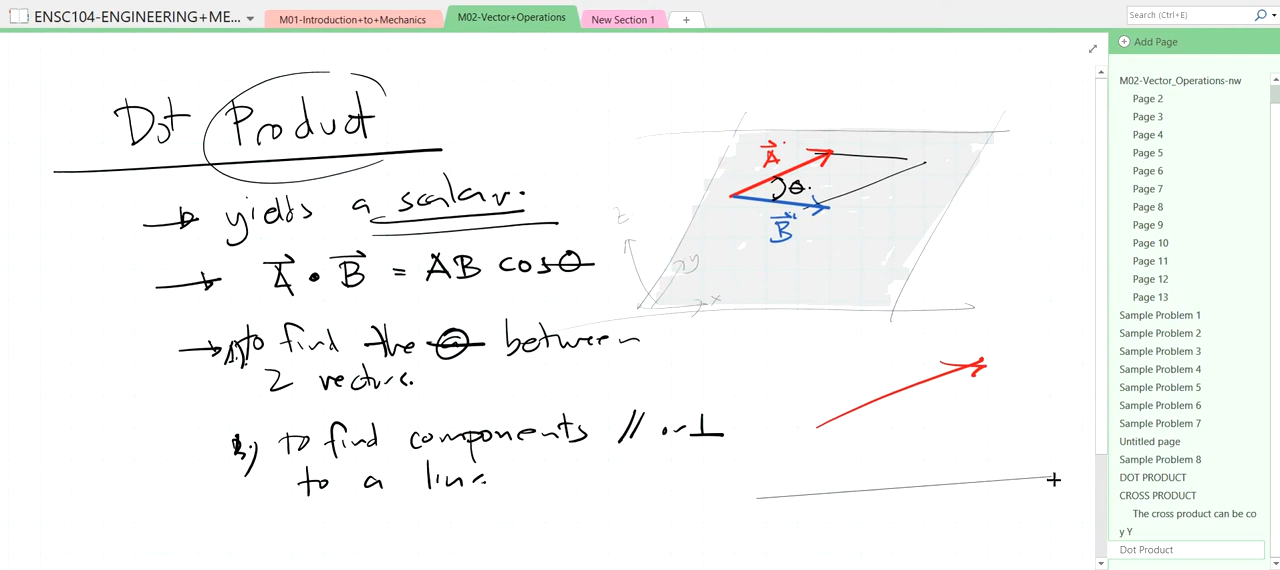 ENSC104-ENGINEERING+ME...
M01-Introduction+to+Mechanics
M02-Vector+Operations
New Section 1
+
Search (Ctrl+E)
Add Page
M02-Vector_Operations-nw
Page 2
Page 3
Page 4
Page 5
Page 6
Page 7
Page 8
Page 9
Page 10
Page 11
Page 12
Page 13
Sample Problem 1
Sample Problem 2
Sample Problem 3
Sample Problem 4
Sample Problem 5
Sample Problem 6
Sample Problem 7
Untitled page
Sample Problem 8
DOT PRODUCT
CROSS PRODUCT
The cross product can be co
y Y
Dot Product
Dot Product
→ yields a scalar.
→ A⃗ • B⃗ = AB cosθ
→ A) to find the θ between
2 vectors.
B) to find components // or ⊥
to a line
A⃗
θ
B⃗
z
y
x